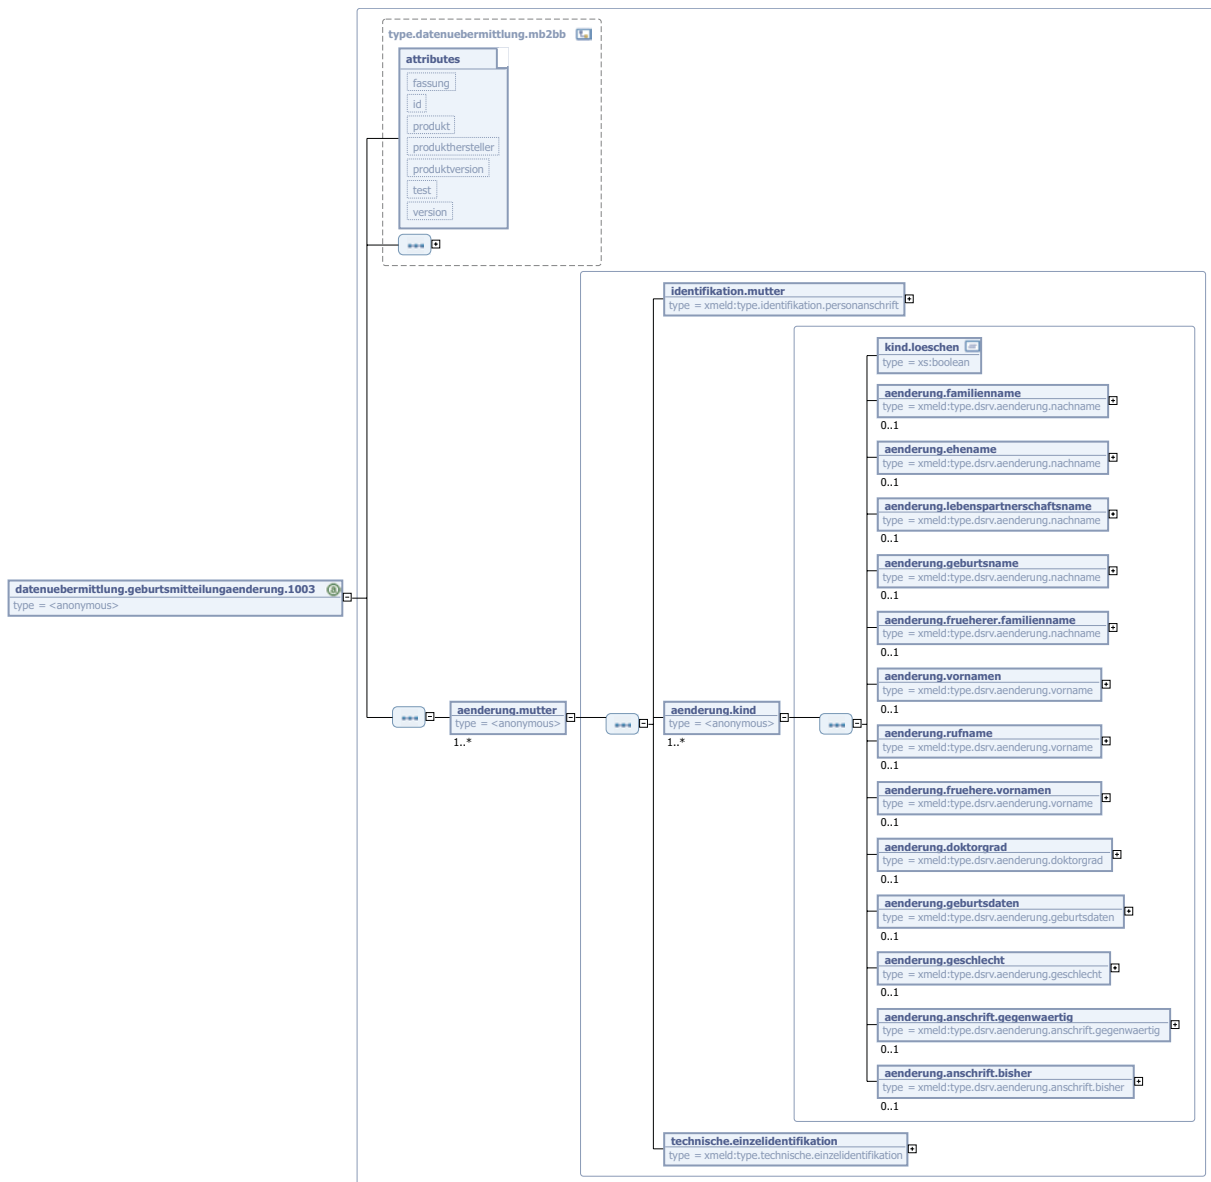 type.datenuebermittlung.mb2bb
attributes
fassung
id
produkt
produkthersteller
produktversion
test
version
identifikation.mutter
type = xmeld:type.identifikation.personanschrift
kind.loeschen
type = xs:boolean
aenderung.familienname
type = xmeld:type.dsrv.aenderung.nachname
0..1
aenderung.ehename
type = xmeld:type.dsrv.aenderung.nachname
0..1
aenderung.lebenspartnerschaftsname
type = xmeld:type.dsrv.aenderung.nachname
0..1
aenderung.geburtsname
type = xmeld:type.dsrv.aenderung.nachname
0..1
datenuebermittlung.geburtsmitteilungaenderung.1003
type = <anonymous>
aenderung.frueherer.familienname
type = xmeld:type.dsrv.aenderung.nachname
0..1
aenderung.vornamen
type = xmeld:type.dsrv.aenderung.vorname
0..1
aenderung.mutter
type = <anonymous>
1..*
aenderung.kind
type = <anonymous>
1..*
aenderung.rufname
type = xmeld:type.dsrv.aenderung.vorname
0..1
aenderung.fruehere.vornamen
type = xmeld:type.dsrv.aenderung.vorname
0..1
aenderung.doktorgrad
type = xmeld:type.dsrv.aenderung.doktorgrad
0..1
aenderung.geburtsdaten
type = xmeld:type.dsrv.aenderung.geburtsdaten
0..1
aenderung.geschlecht
type = xmeld:type.dsrv.aenderung.geschlecht
0..1
aenderung.anschrift.gegenwaertig
type = xmeld:type.dsrv.aenderung.anschrift.gegenwaertig
0..1
aenderung.anschrift.bisher
type = xmeld:type.dsrv.aenderung.anschrift.bisher
0..1
technische.einzelidentifikation
type = xmeld:type.technische.einzelidentifikation